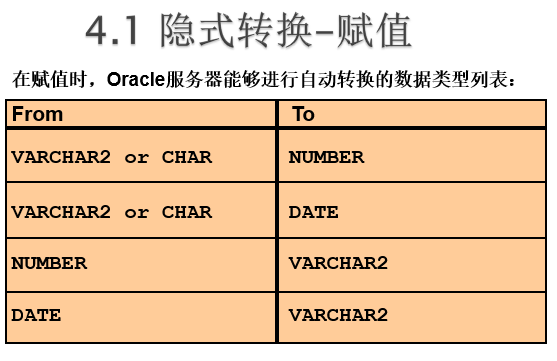 4.1 隐式转换-赋值
在赋值时，Oracle服务器能够进行自动转换的数据类型列表：
From To
VARCHAR2 or CHAR NUMBER
VARCHAR2 or CHAR DATE
NUMBER VARCHAR2
DATE VARCHAR2